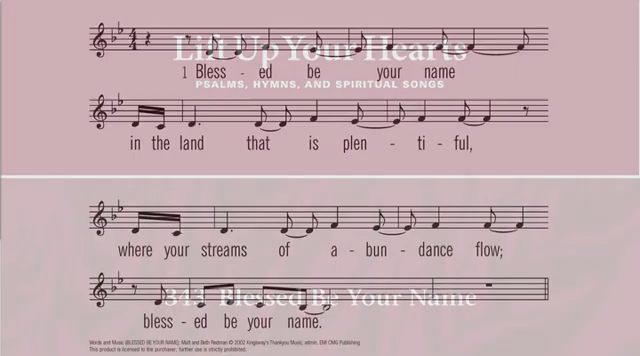 Lift Up Your Hearts
1 Bless - ed be your name
PSALMS, HYMNS, AND SPIRITUAL SONGS
in the land that is plen - ti - ful,
where your streams of a - bun - dance flow;
343 Blessed Be Your Name
bless - ed be your name.
Words and Music (BLESSED BE YOUR NAME): Matt and Beth Redman © 2002 Kingsway's Thankyou Music; admin. EMI CMG Publishing
This product is licensed to the purchaser; further use is strictly prohibited.